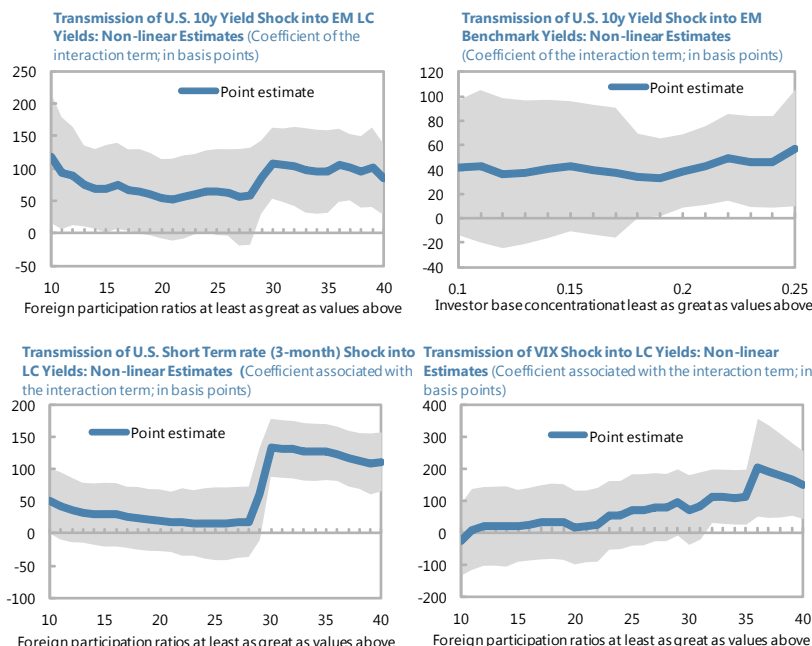 Transmission of U.S. 10y Yield Shock into EM LC
Yields: Non-linear Estimates (Coefficient of the
interaction term; in basis points)
250
200
150
100
50
0
-50
Point estimate
10 15 20 25 30 35 40
Foreign participation ratios at least as great as values above
Transmission of U.S. 10y Yield Shock into EM
Benchmark Yields: Non-linear Estimates
(Coefficient of the interaction term; in basis points)
120
100
80
60
40
20
0
-20
-40
Point estimate
0.1 0.15 0.2 0.25
Investor base concentrational least as great as values above
Transmission of U.S. Short Term rate (3-month) Shock into
LC Yields: Non-linear Estimates (Coefficient associated with
the interaction term; in basis points)
200
150
100
50
0
-50
-100
Point estimate
10 15 20 25 30 35 40
Foreign participation ratios at least as great as values above
Transmission of VIX Shock into LC Yields: Non-linear
Estimates (Coefficient associated with the interaction term; in
basis points)
400
300
200
100
0
-100
-200
Point estimate
10 15 20 25 30 35 40
Foreign participation ratios at least as great as values above